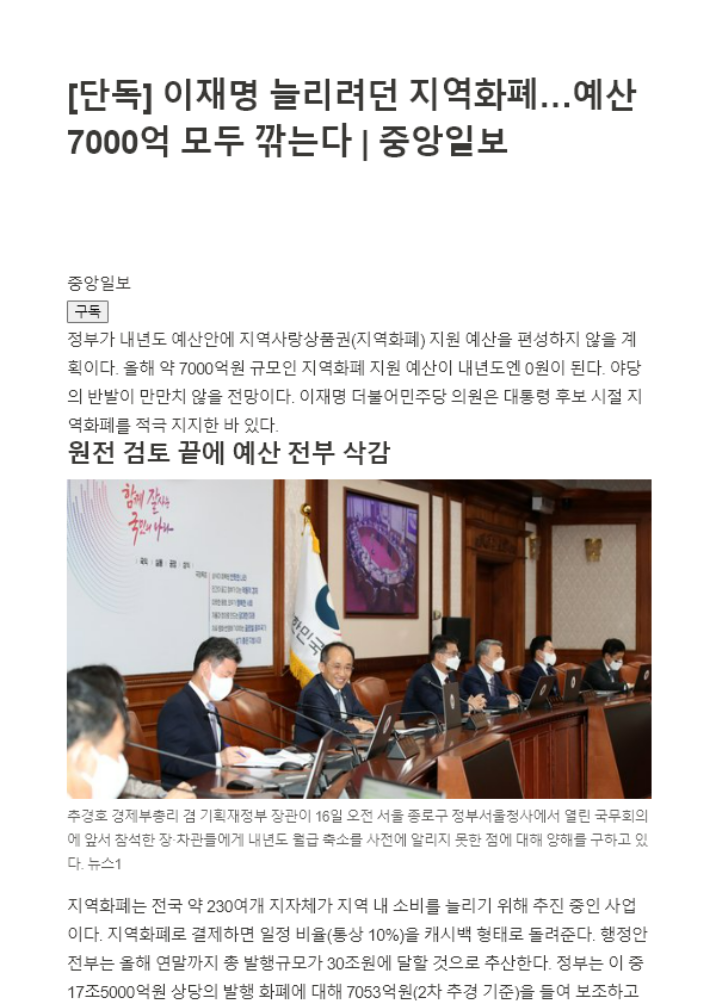 [단독] 이재명 늘리려던 지역화폐…예산
7000억 모두 깎는다 | 중앙일보
중앙일보
구독
정부가 내년도 예산안에 지역사랑상품권(지역화폐) 지원 예산을 편성하지 않을 계
획이다. 올해 약 7000억원 규모인 지역화폐 지원 예산이 내년도엔 0원이 된다. 야당
의 반발이 만만치 않을 전망이다. 이재명 더불어민주당 의원은 대통령 후보 시절 지
역화폐를 적극 지지한 바 있다.
원전 검토 끝에 예산 전부 삭감
함께 잘사는
국민의 나라
추경호 경제부총리 겸 기획재정부 장관이 16일 오전 서울 종로구 정부서울청사에서 열린 국무회의
에 앞서 참석한 장·차관들에게 내년도 월급 축소를 사전에 알리지 못한 점에 대해 양해를 구하고 있
다. 뉴스1
지역화폐는 전국 약 230여개 지자체가 지역 내 소비를 늘리기 위해 추진 중인 사업
이다. 지역화폐로 결제하면 일정 비율(통상 10%)을 캐시백 형태로 돌려준다. 행정안
전부는 올해 연말까지 총 발행규모가 30조원에 달할 것으로 추산한다. 정부는 이 중
17조5000억원 상당의 발행 화폐에 대해 7053억원(2차 추경 기준)을 들여 보조하고